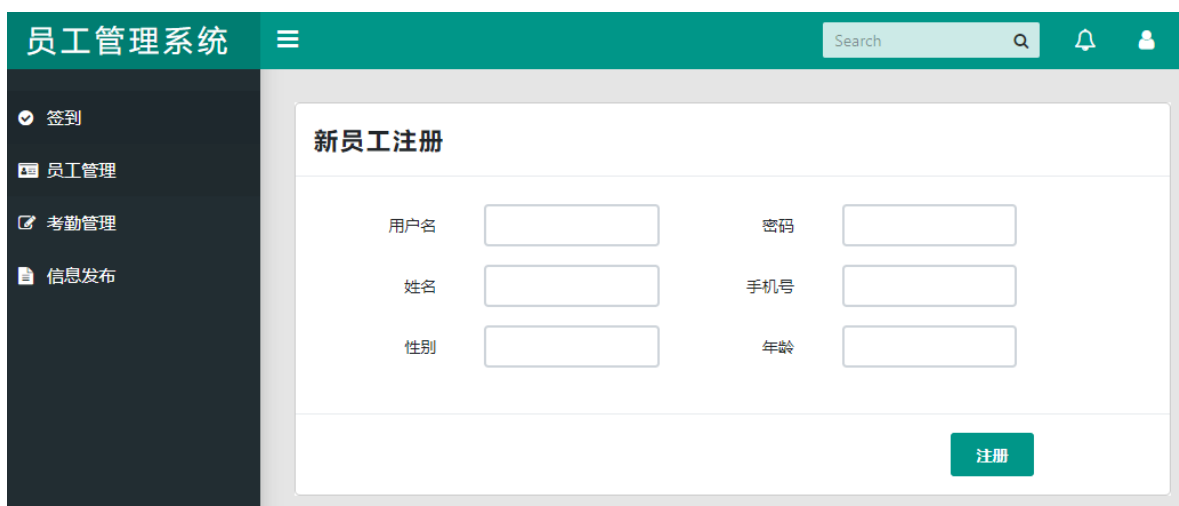 员工管理系统
Search
签到
员工管理
考勤管理
信息发布
新员工注册
用户名
密码
姓名
手机号
性别
年龄
注册